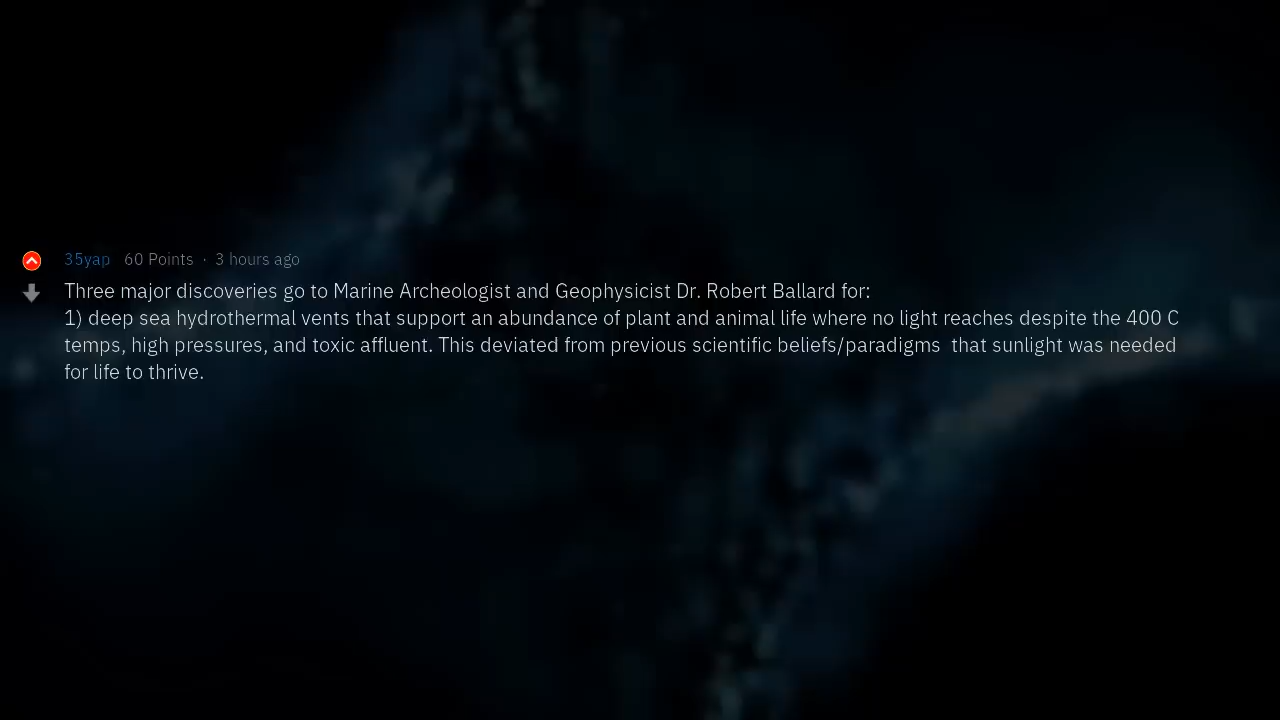 35yap 60 Points · 3 hours ago
Three major discoveries go to Marine Archeologist and Geophysicist Dr. Robert Ballard for:
1) deep sea hydrothermal vents that support an abundance of plant and animal life where no light reaches despite the 400 C
temps, high pressures, and toxic affluent. This deviated from previous scientific beliefs/paradigms  that sunlight was needed
for life to thrive.